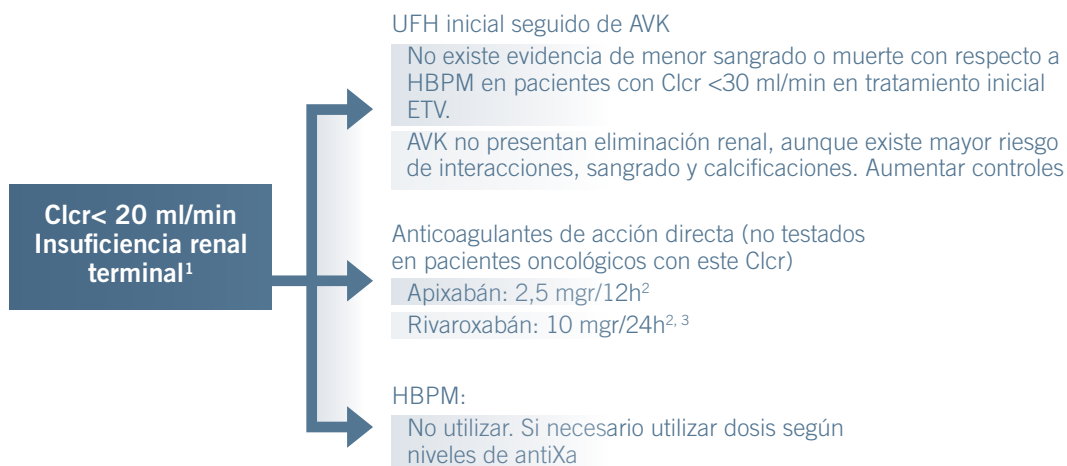 UFH inicial seguido de AVK
No existe evidencia de menor sangrado o muerte con respecto a
HBPM en pacientes con Clcr <30 ml/min en tratamiento inicial
ETV.
AVK no presentan eliminación renal, aunque existe mayor riesgo
de interacciones, sangrado y calcificaciones. Aumentar controles
Clcr< 20 ml/min
Insuficiencia renal
terminal¹
Anticoagulantes de acción directa (no testados
en pacientes oncológicos con este Clcr)
Apixabán: 2,5 mgr/12h²
Rivaroxabán: 10 mgr/24h²,³
HBPM:
No utilizar. Si necesario utilizar dosis según
niveles de antiXa